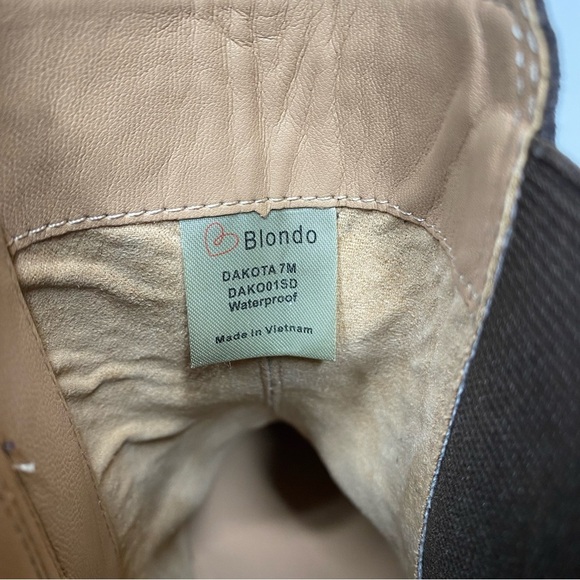 Blondo
DAKOTA 7M
DAKO01SD
Waterproof
Made in Vietnam